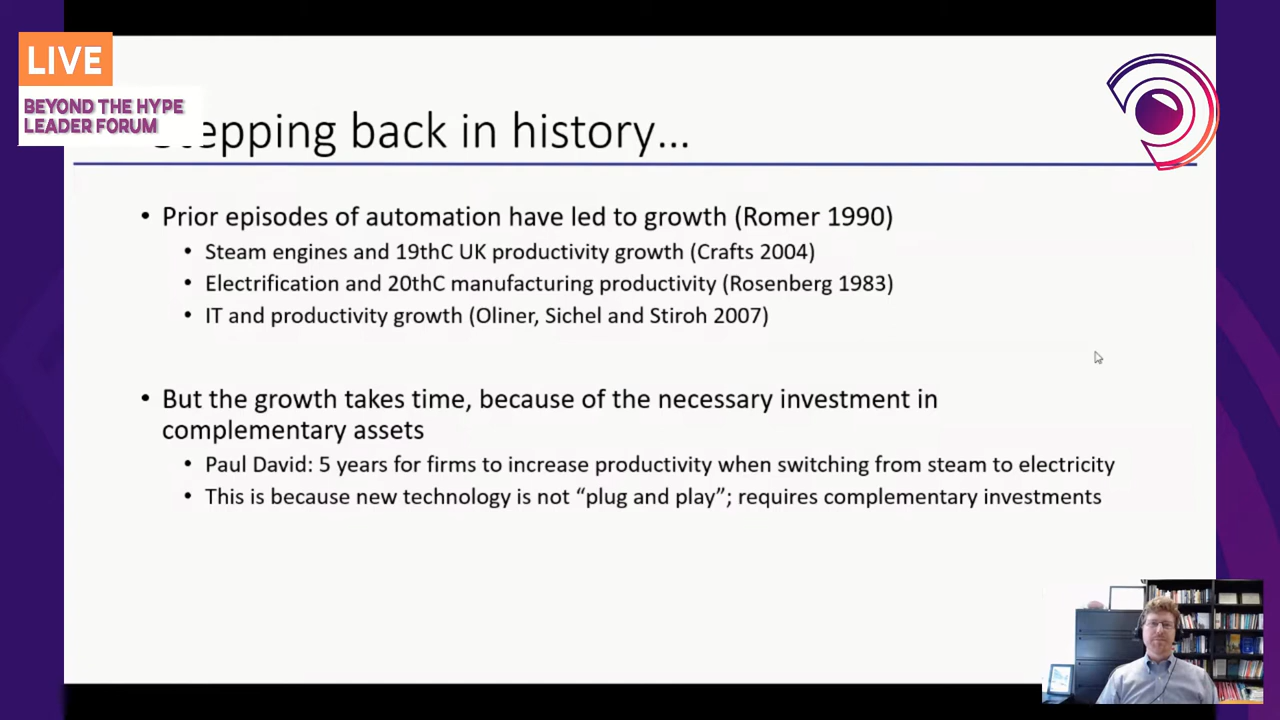 LIVE
BEYOND THE HYPE
LEADER FORUM
tepping back in history...
• Prior episodes of automation have led to growth (Romer 1990)
• Steam engines and 19thC UK productivity growth (Crafts 2004)
• Electrification and 20thC manufacturing productivity (Rosenberg 1983)
• IT and productivity growth (Oliner, Sichel and Stiroh 2007)
• But the growth takes time, because of the necessary investment in
complementary assets
• Paul David: 5 years for firms to increase productivity when switching from steam to electricity
• This is because new technology is not “plug and play”; requires complementary investments